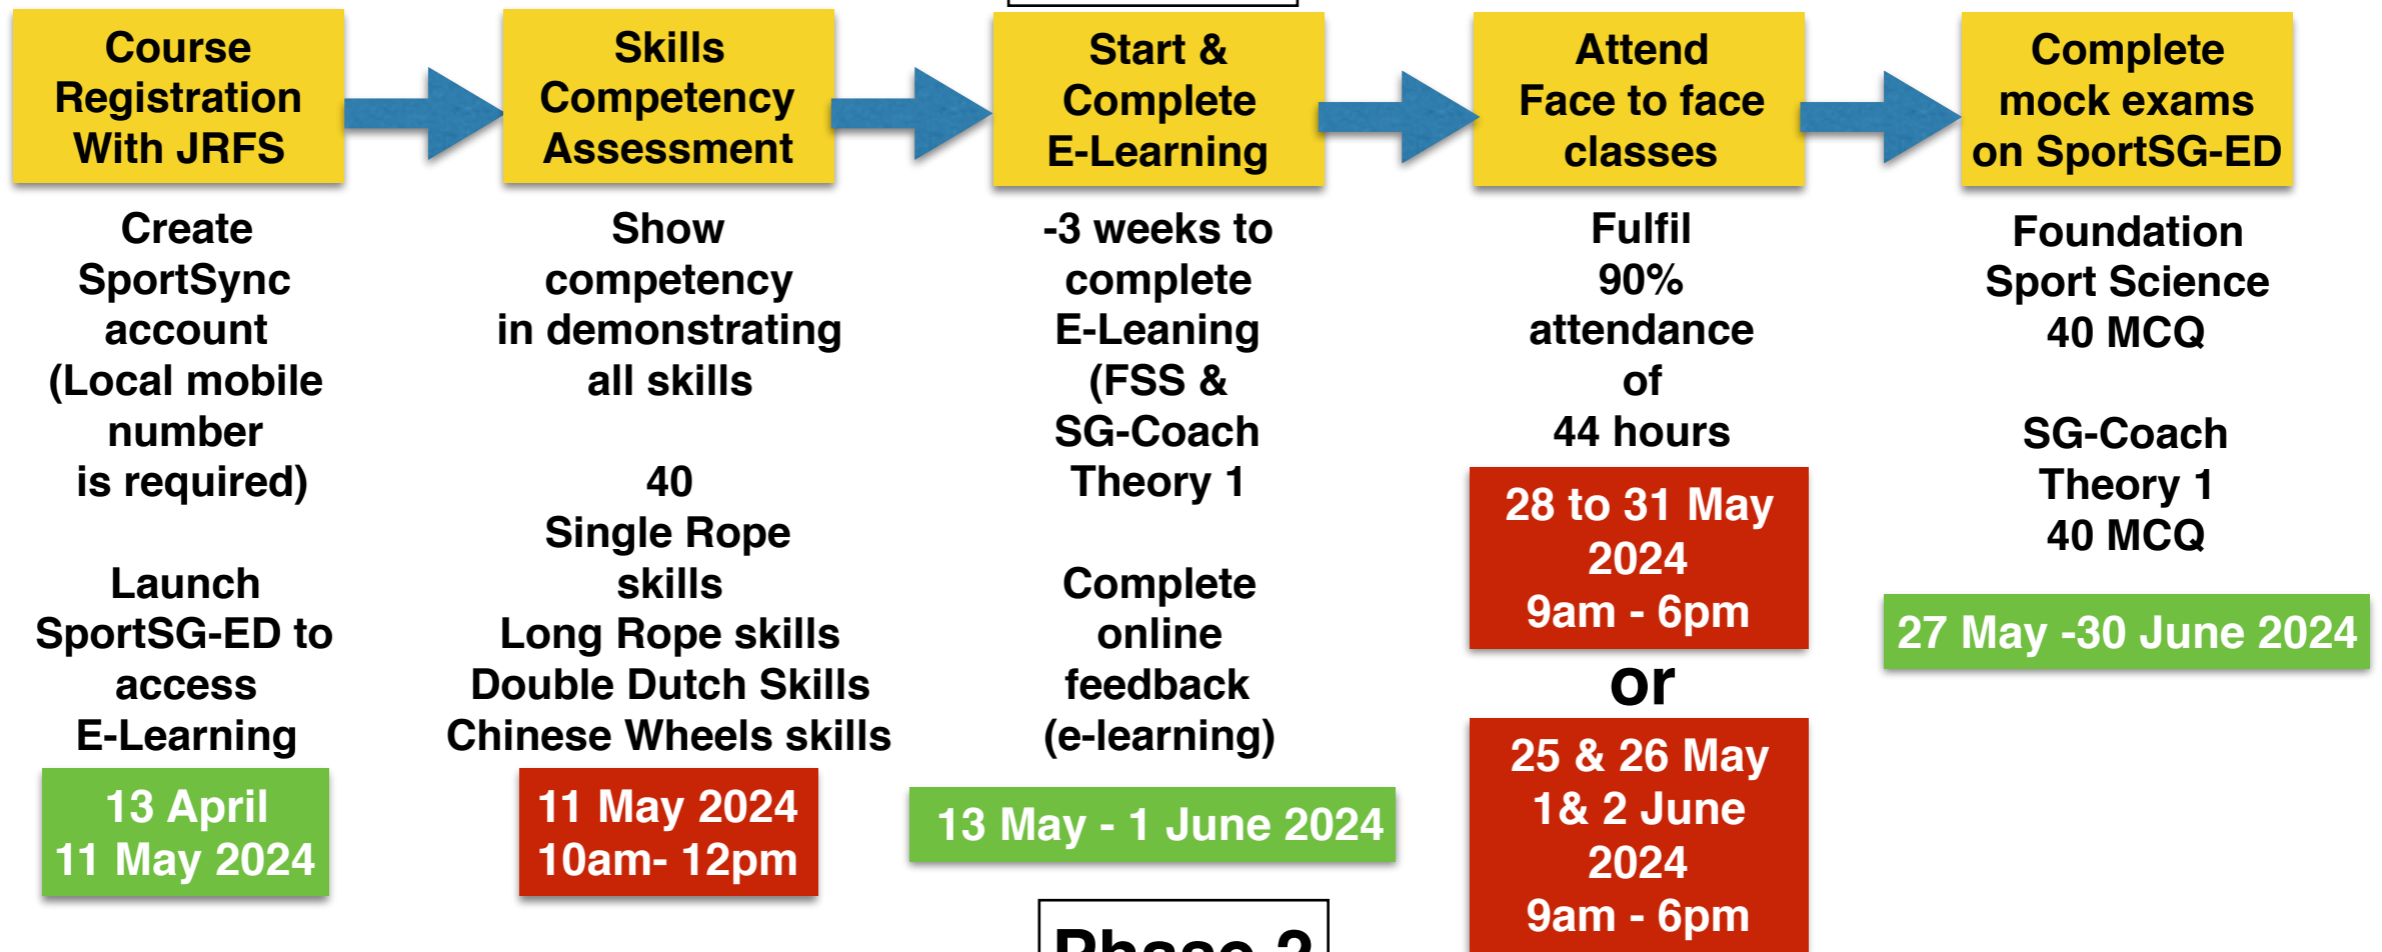 Course
Registration
With JRFS
Create
SportSync
account
(Local mobile
number
is required)
Launch
SportSG-ED to
access
E-Learning
13 April
11 May 2024
Skills
Competency
Assessment
Show
competency
in demonstrating
all skills
40
Single Rope
skills
Long Rope skills
Double Dutch Skills
Chinese Wheels skills
11 May 2024
10am- 12pm
Start &
Complete
E-Learning
-3 weeks to
complete
E-Leaning
(FSS &
SG-Coach
Theory 1
Complete
online
feedback
(e-learning)
13 May - 1 June 2024
Attend
Face to face
classes
Fulfil
90%
attendance
of
44 hours
28 to 31 May
2024
9am - 6pm
or
25 & 26 May
1& 2 June
2024
9am - 6pm
Complete
mock exams
on SportSG-ED
Foundation
Sport Science
40 MCQ
SG-Coach
Theory 1
40 MCQ
27 May -30 June 2024
Phase 2